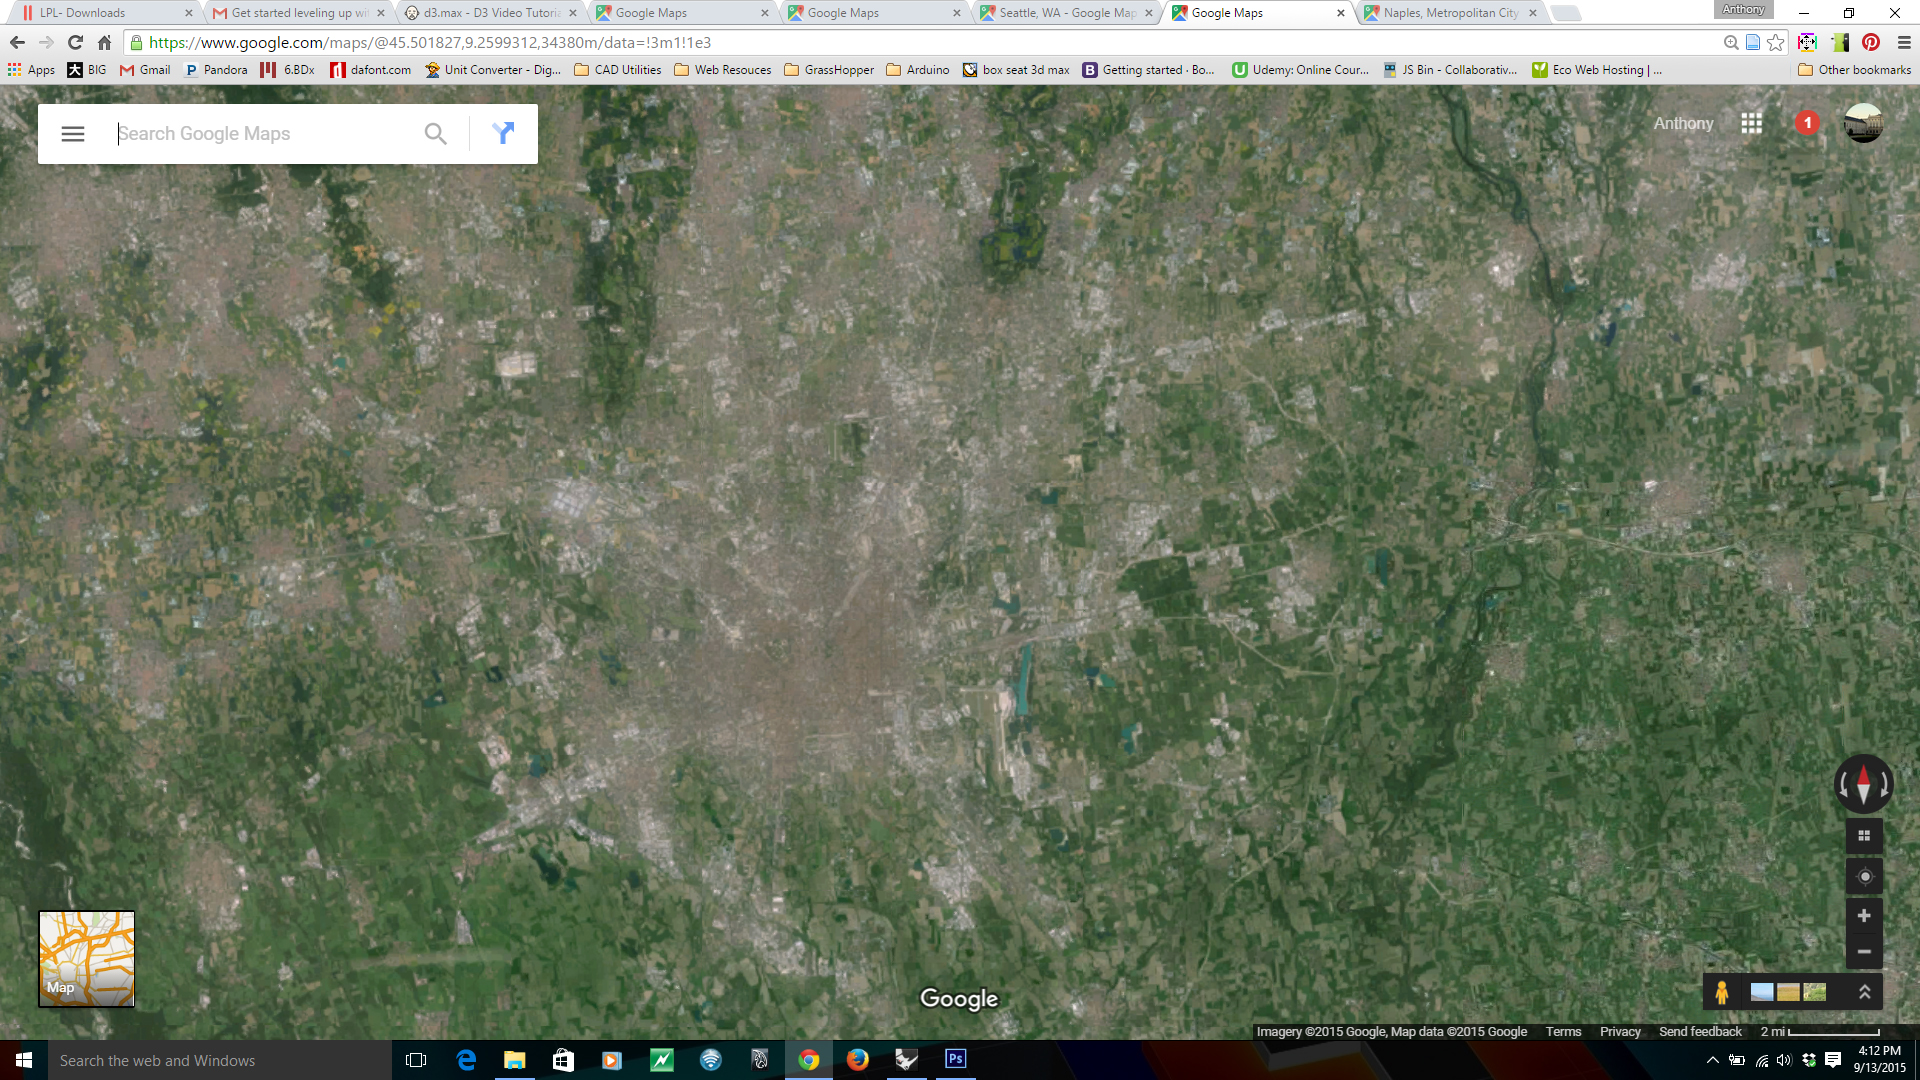 LPL- Downloads
Get started leveling up wi
d3.max - D3 Video Tutoria
Google Maps
Google Maps
Seattle, WA - Google Map
Google Maps
Naples, Metropolitan City
Anthony
https://www.google.com/maps/@45.501827,9.2599312,34380m/data=!3m1!1e3
Apps
BIG
Gmail
Pandora
6.BDx
dafont.com
Unit Converter - Dig...
CAD Utilities
Web Resouces
GrassHopper
Arduino
box seat 3d max
Getting started · Bo...
Udemy: Online Cour...
JS Bin - Collaborativ...
Eco Web Hosting | ...
Other bookmarks
Search Google Maps
Anthony
1
Map
Google
Imagery ©2015 Google, Map data ©2015 Google
Terms
Privacy
Send feedback
2 mi
Search the web and Windows
Ps
4:12 PM
9/13/2015